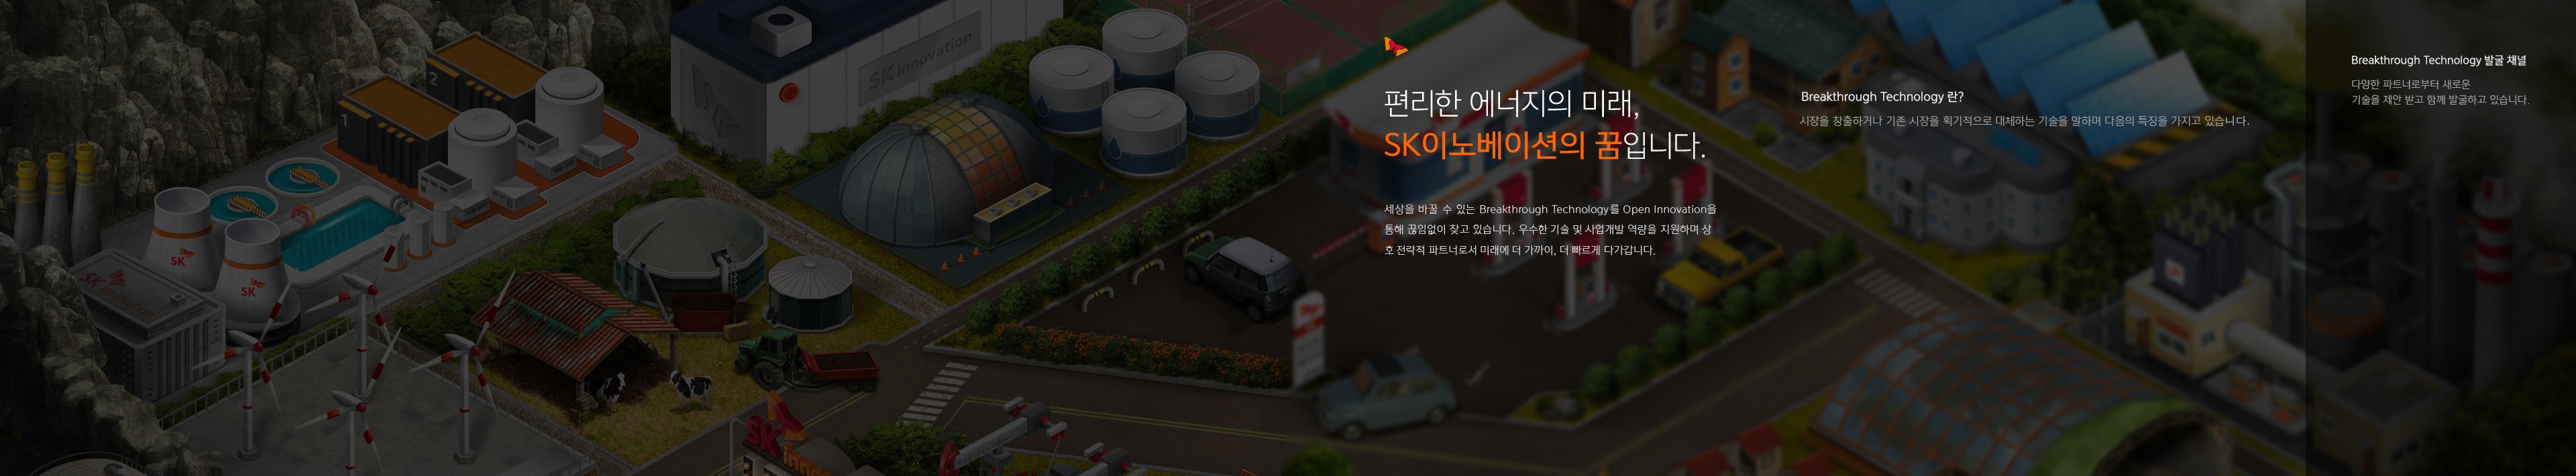 편리한 에너지의 미래,
SK이노베이션의 꿈입니다.
세상을 바꿀 수 있는 Breakthrough Technology를 Open Innovation을
통해 끊임없이 찾고 있습니다. 우수한 기술 및 사업개발 역량을 지원하며 상
호 전략적 파트너로서 미래에 더 가까이, 더 빠르게 다가갑니다.
Breakthrough Technology 란?
시장을 창출하거나 기존 시장을 획기적으로 대체하는 기술을 말하며 다음의 특징을 가지고 있습니다.
Breakthrough Technology 발굴 채널
다양한 파트너로부터 새로운
기술을 제안 받고 함께 발굴하고 있습니다.
SK innovation
2
1
SK
SK
SK innovation
SK